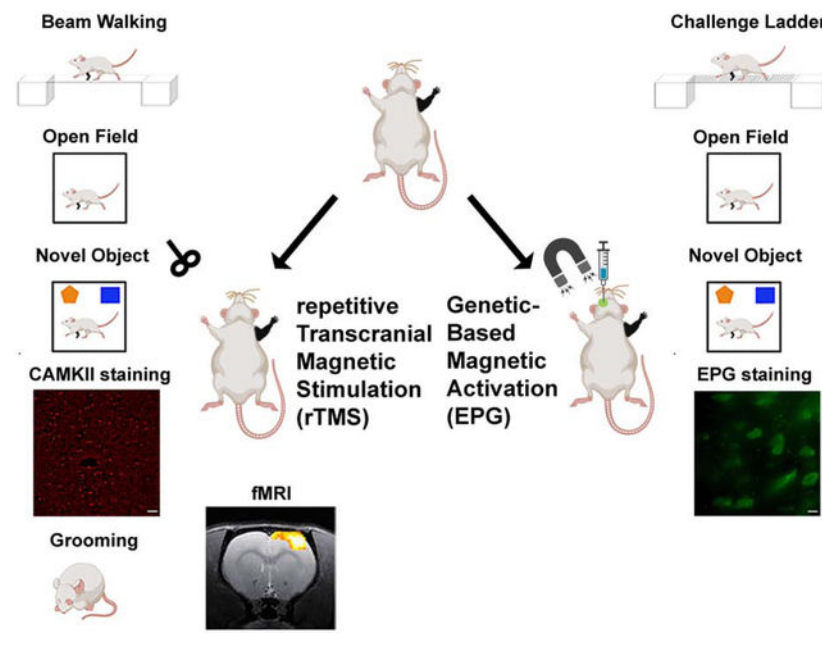 Beam Walking
Open Field
Novel Object
CAMKII staining
Grooming
fMRI
repetitive
Transcranial
Magnetic
Stimulation
(rTMS)
Genetic-
Based
Magnetic
Activation
(EPG)
Challenge Ladder
Open Field
Novel Object
EPG staining